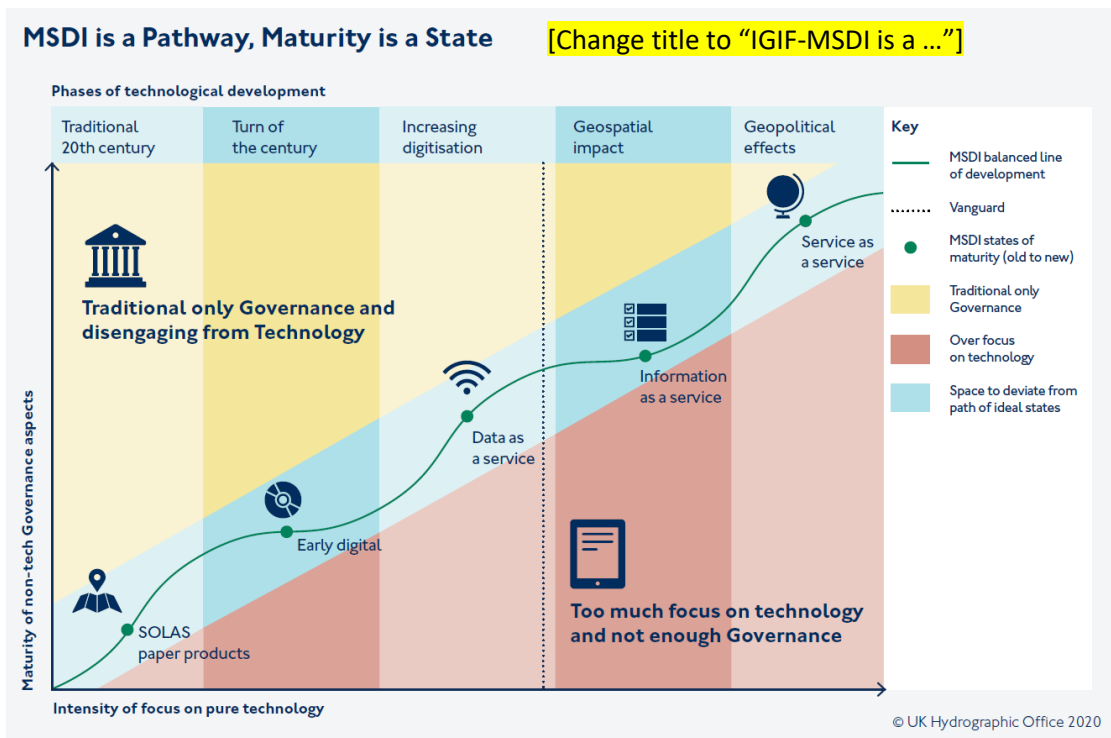 MSDI is a Pathway, Maturity is a State
[Change title to “IGIF-MSDI is a …”]
Phases of technological development
Traditional
20th century
Turn of
the century
Increasing
digitisation
Geospatial
impact
Geopolitical
effects
Key
MSDI balanced line
of development
Vanguard
MSDI states of
maturity (old to new)
Traditional only
Governance
Over focus
on technology
Space to deviate from
path of ideal states
Maturity of non-tech Governance aspects
Traditional only Governance and
disengaging from Technology
Service as
a service
Information
as a service
Data as
a service
Early digital
SOLAS
paper products
Too much focus on technology
and not enough Governance
Intensity of focus on pure technology
© UK Hydrographic Office 2020